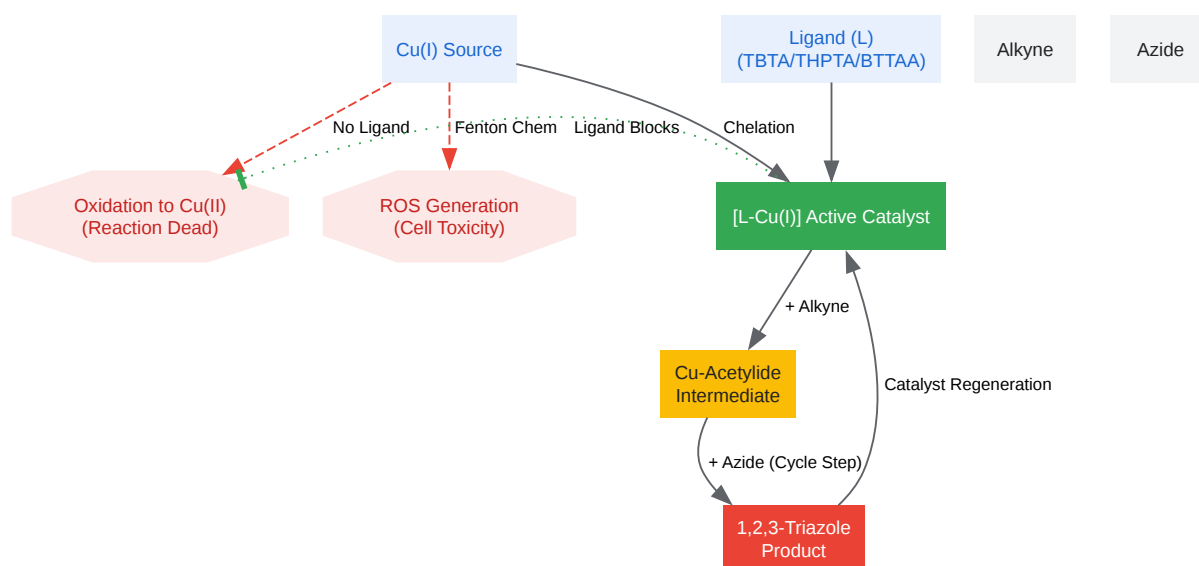 Cu(I) Source
Ligand (L)
(TBTA/THPTA/BTTAA)
Alkyne
Azide
No Ligand
Fenton Chem
Ligand Blocks
Chelation
Oxidation to Cu(II)
(Reaction Dead)
ROS Generation
(Cell Toxicity)
[L-Cu(I)] Active Catalyst
+ Alkyne
Cu-Acetylide
Intermediate
Catalyst Regeneration
+ Azide (Cycle Step)
1,2,3-Triazole
Product